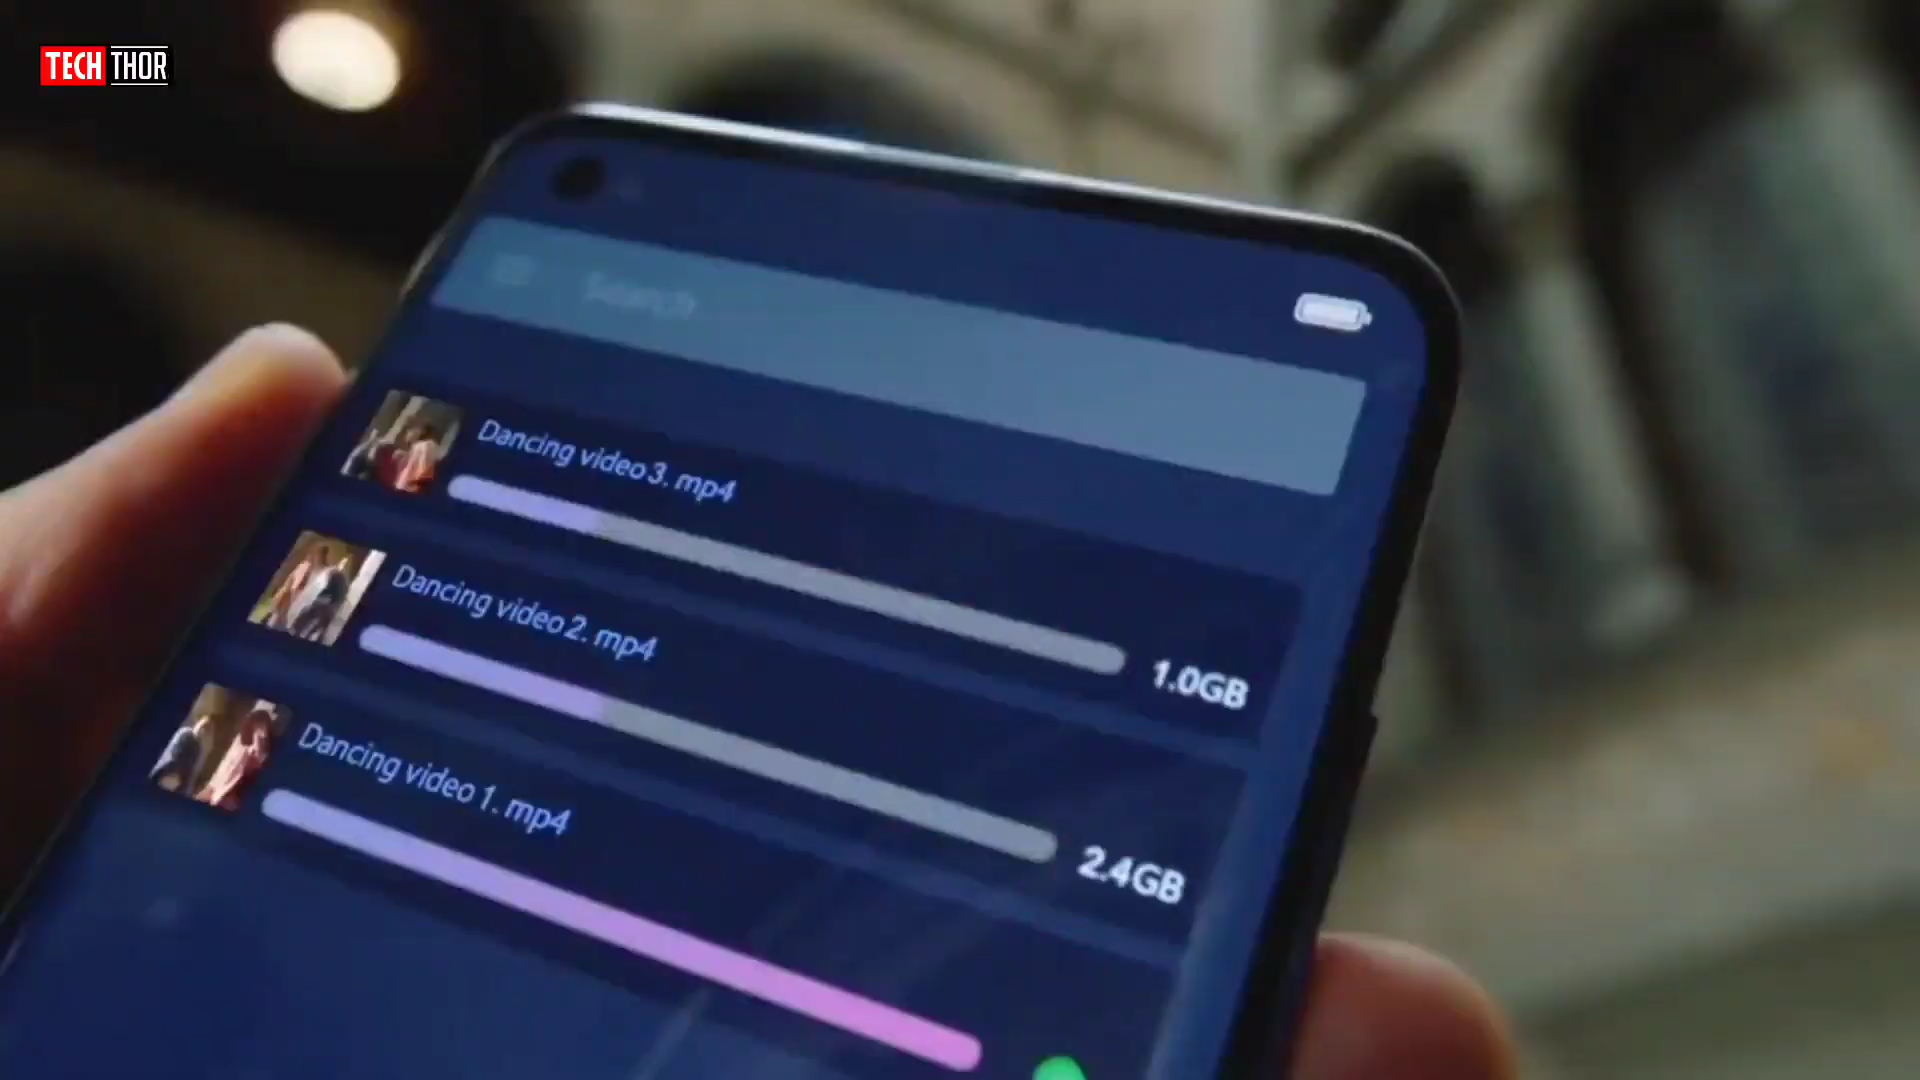 TECH THOR
Search
Dancing video 3. mp4
1.0GB
Dancing video 2. mp4
2.4GB
Dancing video 1. mp4